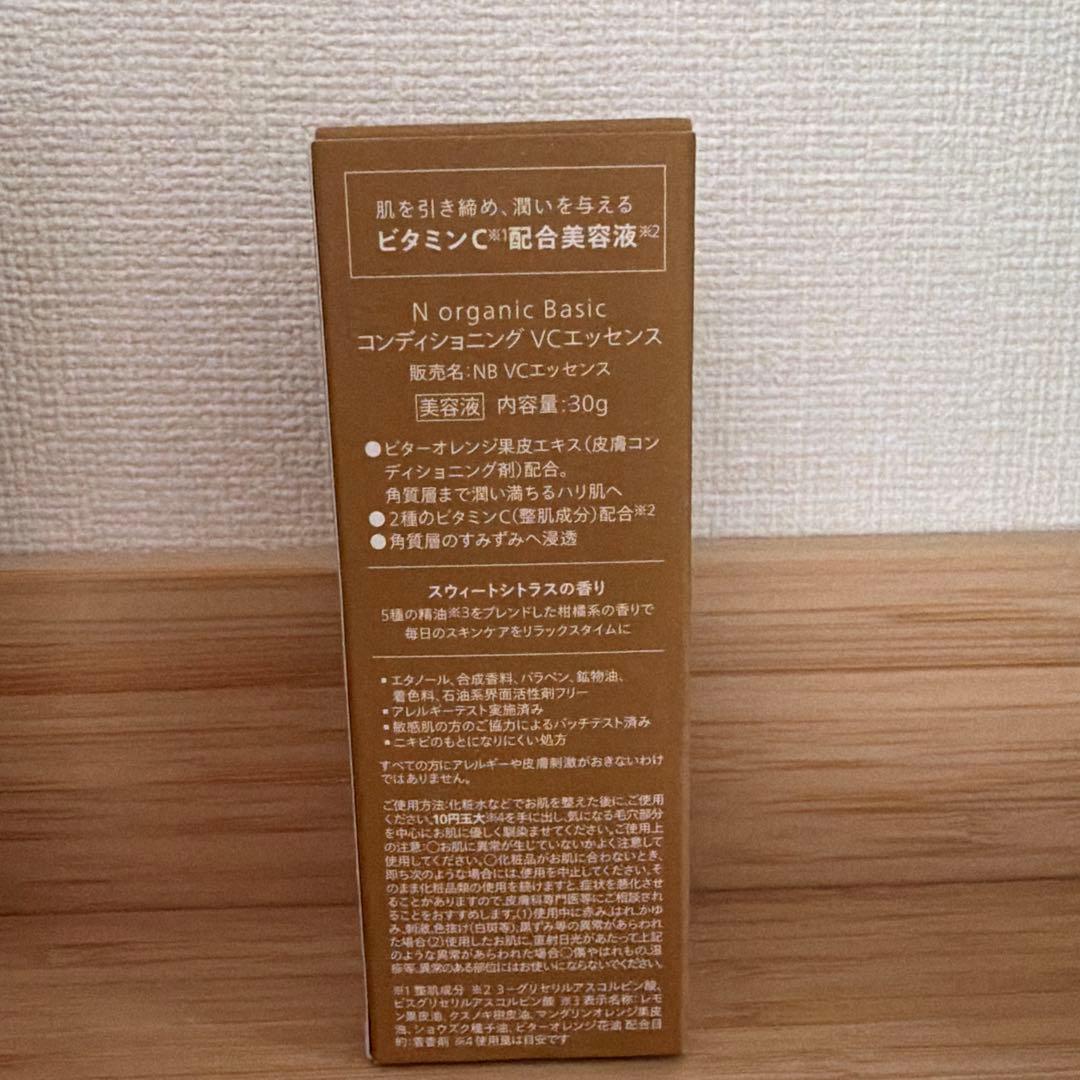 肌を引き締め、潤いを与える
ビタミンC※1配合美容液※2
N organic Basic
コンディショニング VCエッセンス
販売名:NB VCエッセンス
美容液 内容量:30g
●ビターオレンジ果皮エキス(皮膚コン
ディショニング剤)配合。
角質層まで潤い満ちるハリ肌へ
●2種のビタミンC(整肌成分)配合※2
●角質層のすみずみへ浸透
スウィートシトラスの香り
5種の精油※3をブレンドした柑橘系の香りで
毎日のスキンケアをリラックスタイムに
▪エタノール、合成香料、パラベン、鉱物油、
着色料、石油系界面活性剤フリー
▪アレルギーテスト実施済み
▪敏感肌の方のご協力によるパッチテスト済み
▪ニキビのもとになりにくい処方
すべての方にアレルギーや皮膚刺激がおきないわけ
ではありません。
ご使用方法:化粧水などでお肌を整えた後に、ご使用
ください。10円玉大※4を手に出し、気になる毛穴部分
を中心にお肌に優しく馴染ませてください。ご使用上
の注意:○お肌に異常が生じていないかよく注意して
使用してください。○化粧品がお肌に合わないとき、
即ち次のような場合には、使用を中止してください。そ
のまま化粧品類の使用を続けますと、症状を悪化させ
ることがありますので、皮膚科専門医等にご相談され
ることをおすすめします。(1)使用中に赤み、はれ、かゆ
み、刺激、色抜け(白斑等)、黒ずみ等の異常があらわれ
た場合(2)使用したお肌に、直射日光があたって上記
のような異常があらわれた場合○傷やはれもの、湿
疹等、異常のある部位にはお使いにならないでください。
※1 整肌成分 ※2 3-グリセリルアスコルビン酸、
ビスグリセリルアスコルビン酸 ※3 表示名称:レモ
ン果皮油、クスノキ樹皮油、マンダリンオレンジ果皮
油、ショウズク種子油、ビターオレンジ花油 配合目
的:着香剤 ※4 使用量は目安です